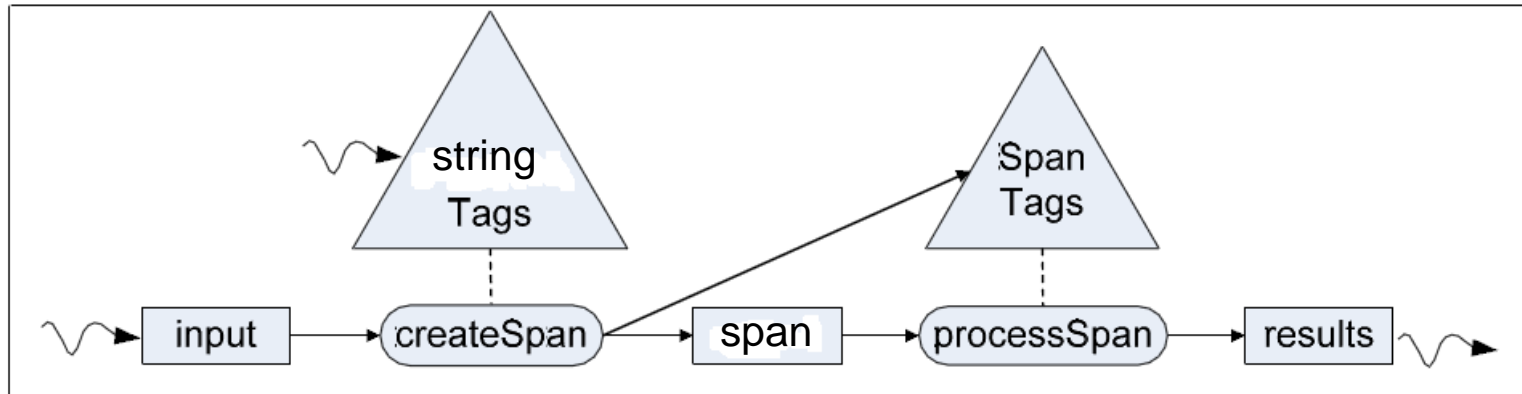 string
Tags
Span
Tags
input
createSpan
span
processSpan
results